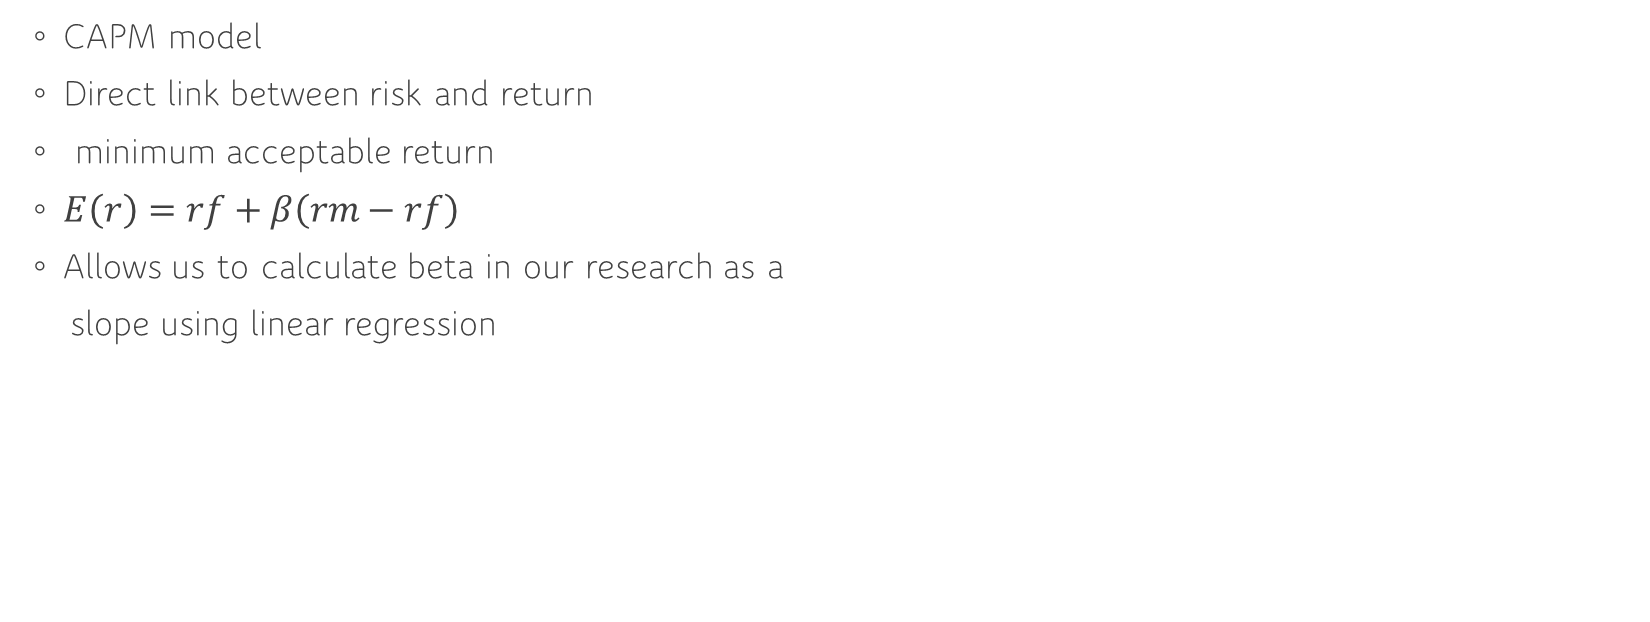 ◦ CAPM model
◦ Direct link between risk and return
◦ minimum acceptable return
◦ E(r) = rf + β(rm − rf)
◦ Allows us to calculate beta in our research as a
slope using linear regression